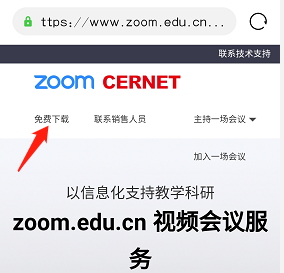 ttps://www.zoom.edu.cn...
联系技术支持
zoom CERNET
免费下载 联系销售人员 主持一场会议
加入一场会议
以信息化支持教学科研
zoom.edu.cn 视频会议服
务